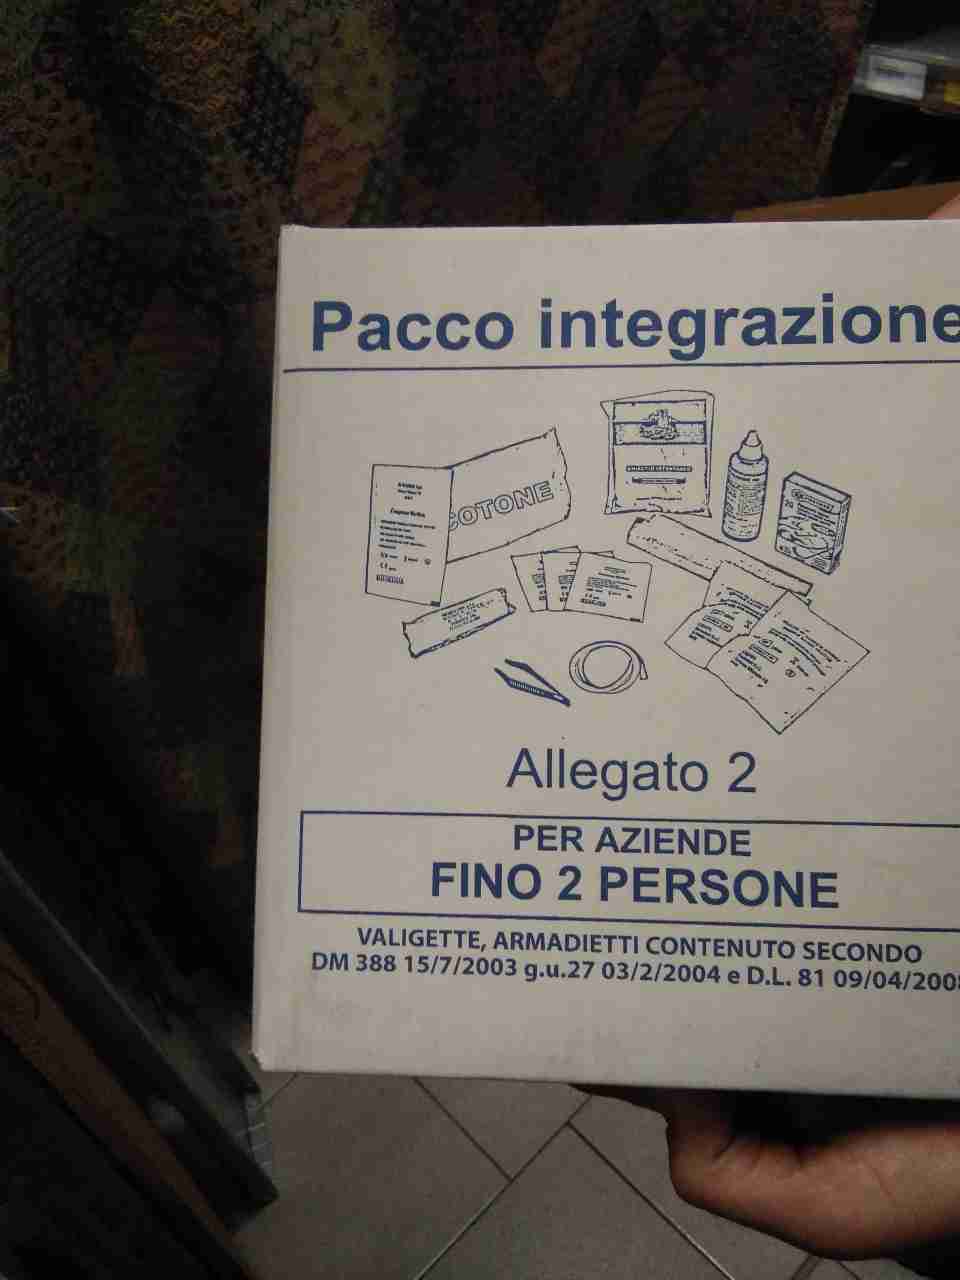 Pacco integrazione
COTONE
Allegato 2
PER AZIENDE
FINO 2 PERSONE
VALIGETTE, ARMADIETTI CONTENUTO SECONDO
DM 388 15/7/2003 g.u.27 03/2/2004 e D.L. 81 09/04/2008